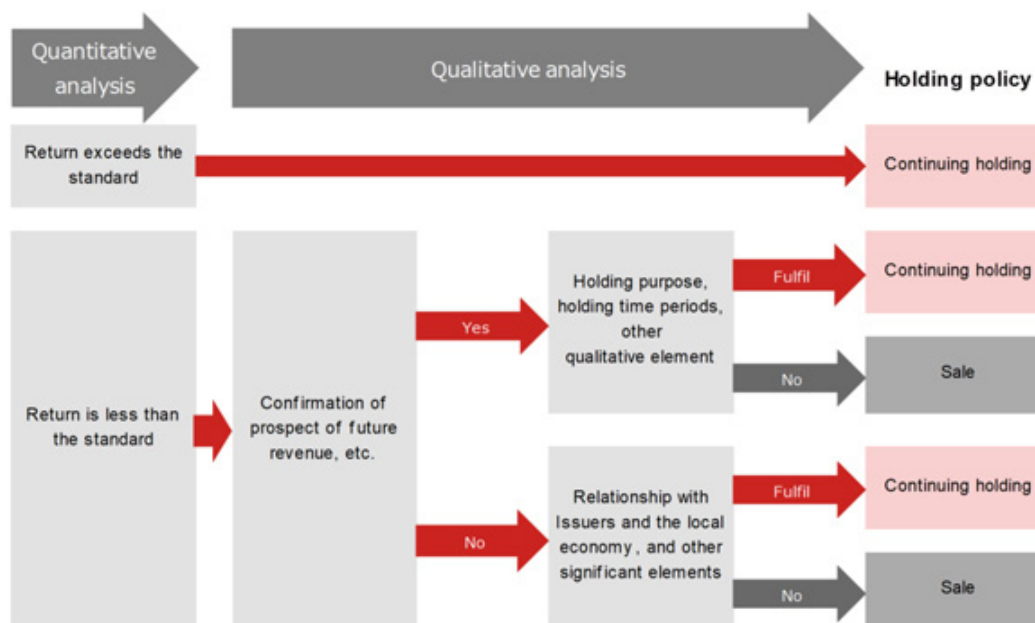 Quantitative
analysis
Qualitative analysis
Holding policy
Return exceeds the
standard
Continuing holding
Return is less than
the standard
Confirmation of
prospect of future
revenue, etc.
Yes
Holding purpose,
holding time periods,
other
qualitative element
Fulfil
Continuing holding
No
Sale
No
Relationship with
Issuers and the local
economy, and other
significant elements
Fulfil
Continuing holding
No
Sale